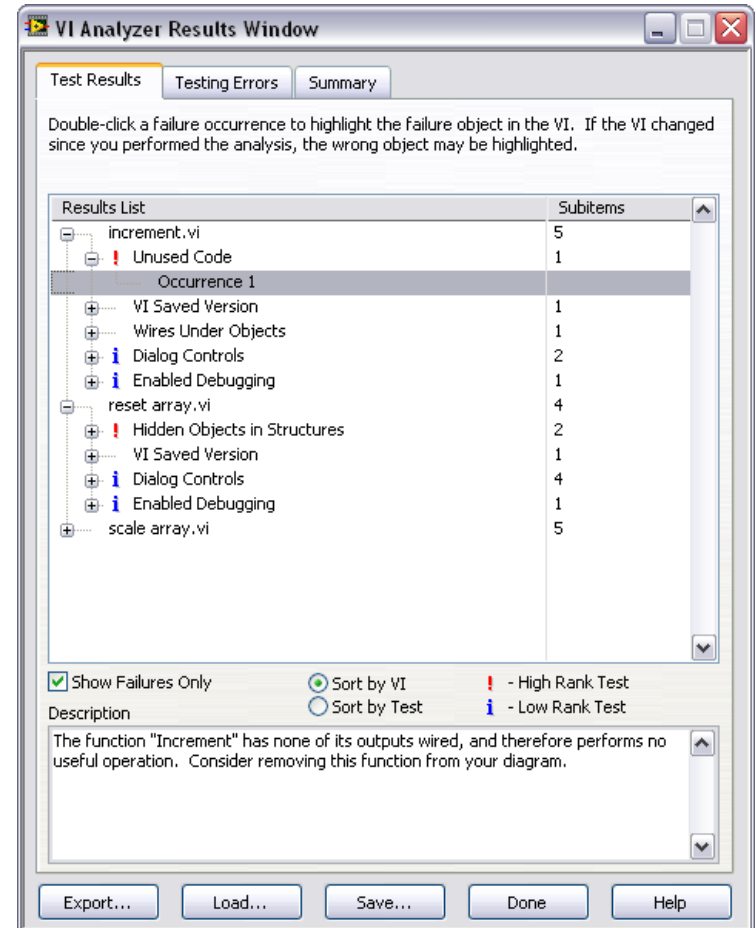 VI Analyzer Results Window
Test Results Testing Errors Summary
Double-click a failure occurrence to highlight the failure object in the VI. If the VI changed
since you performed the analysis, the wrong object may be highlighted.
Results List Subitems
increment.vi 5
! Unused Code 1
Occurrence 1
VI Saved Version 1
Wires Under Objects 1
i Dialog Controls 2
i Enabled Debugging 1
reset array.vi 4
! Hidden Objects in Structures 2
VI Saved Version 1
i Dialog Controls 4
i Enabled Debugging 1
scale array.vi 5
Show Failures Only Sort by VI ! - High Rank Test
Sort by Test i - Low Rank Test
Description
The function "Increment" has none of its outputs wired, and therefore performs no
useful operation. Consider removing this function from your diagram.
Export... Load... Save... Done Help